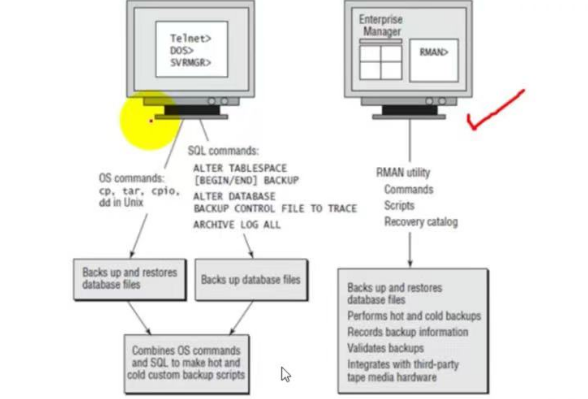 Telnet>
DOS>
SVRMGR>
Enterprise
Manager
RMAN>
OS commands:
cp, tar, cpio,
dd in Unix
SQL commands:
ALTER TABLESPACE
[BEGIN/END] BACKUP
ALTER DATABASE
BACKUP CONTROL FILE TO TRACE
ARCHIVE LOG ALL
RMAN utility
Commands
Scripts
Recovery catalog
Backs up and restores
database files
Backs up database files
Combines OS commands
and SQL to make hot and
cold custom backup scripts
Backs up and restores
database files
Performs hot and cold backups
Records backup information
Validates backups
Integrates with third-party
tape media hardware